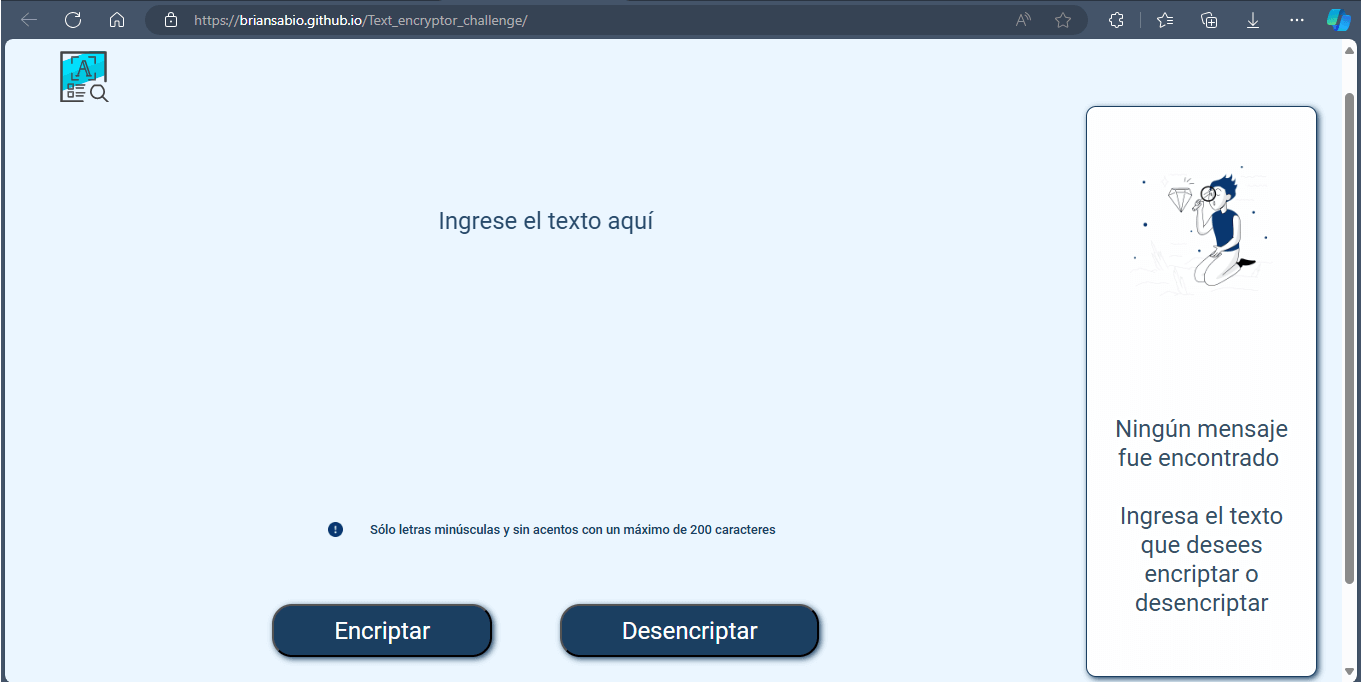 https://briansabio.github.io/Text_encryptor_challenge/
A
Ingrese el texto aquí
Sólo letras minúsculas y sin acentos con un máximo de 200 caracteres
Encriptar
Desencriptar
Ningún mensaje
fue encontrado
Ingresa el texto
que desees
encriptar o
desencriptar